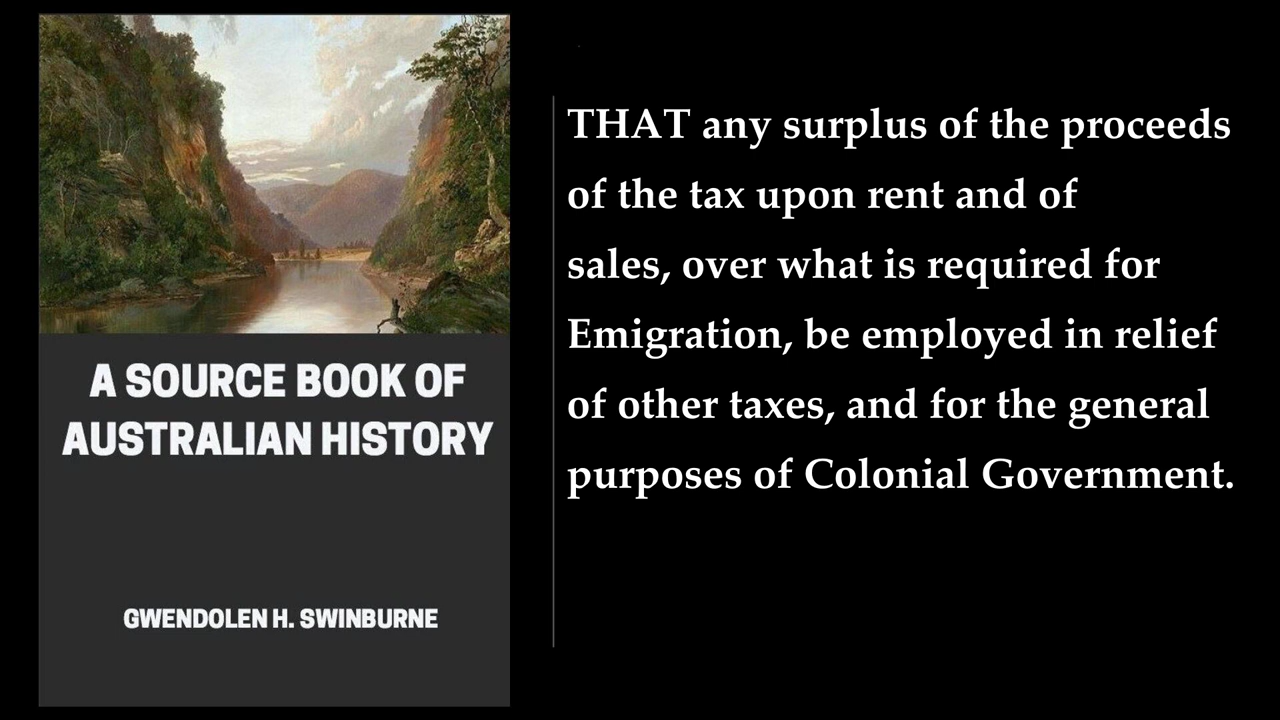 A SOURCE BOOK OF
AUSTRALIAN HISTORY
GWENDOLEN H. SWINBURNE
THAT any surplus of the proceeds
of the tax upon rent and of
sales, over what is required for
Emigration, be employed in relief
of other taxes, and for the general
purposes of Colonial Government.